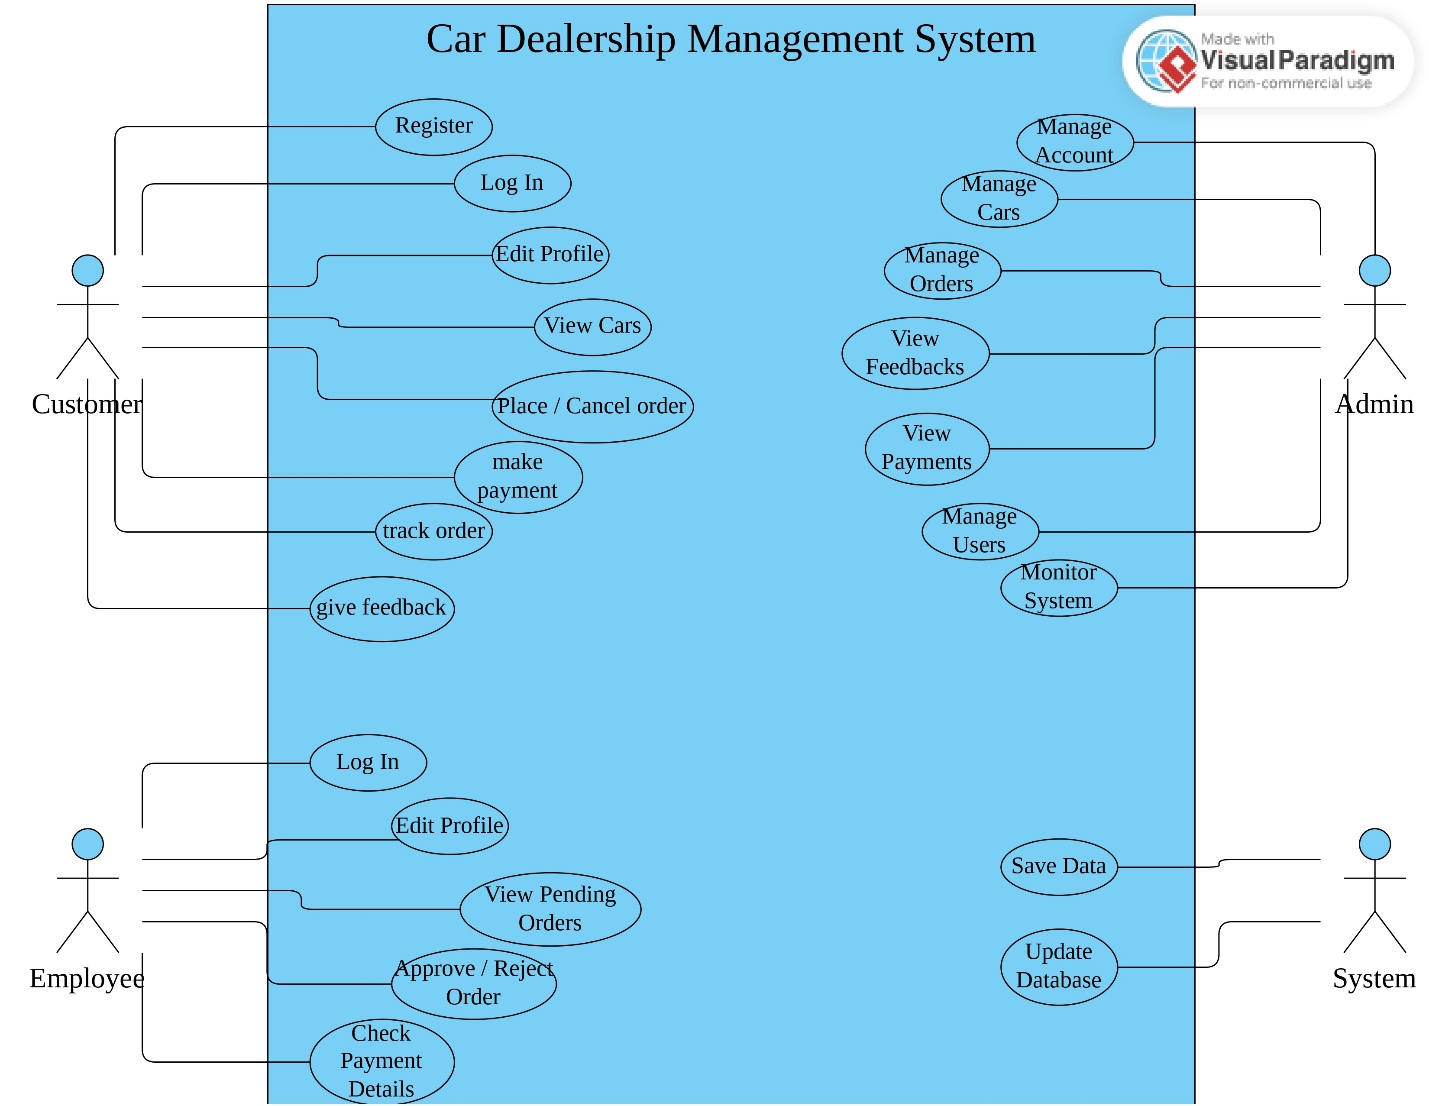 Car Dealership Management System
Made with
Visual Paradigm
For non-commercial use
Register
Log In
Edit Profile
View Cars
Place / Cancel order
make
payment
track order
give feedback
Customer
Manage
Account
Manage
Cars
Manage
Orders
View
Feedbacks
View
Payments
Manage
Users
Monitor
System
Admin
Log In
Edit Profile
View Pending
Orders
Approve / Reject
Order
Check
Payment
Details
Employee
Save Data
Update
Database
System